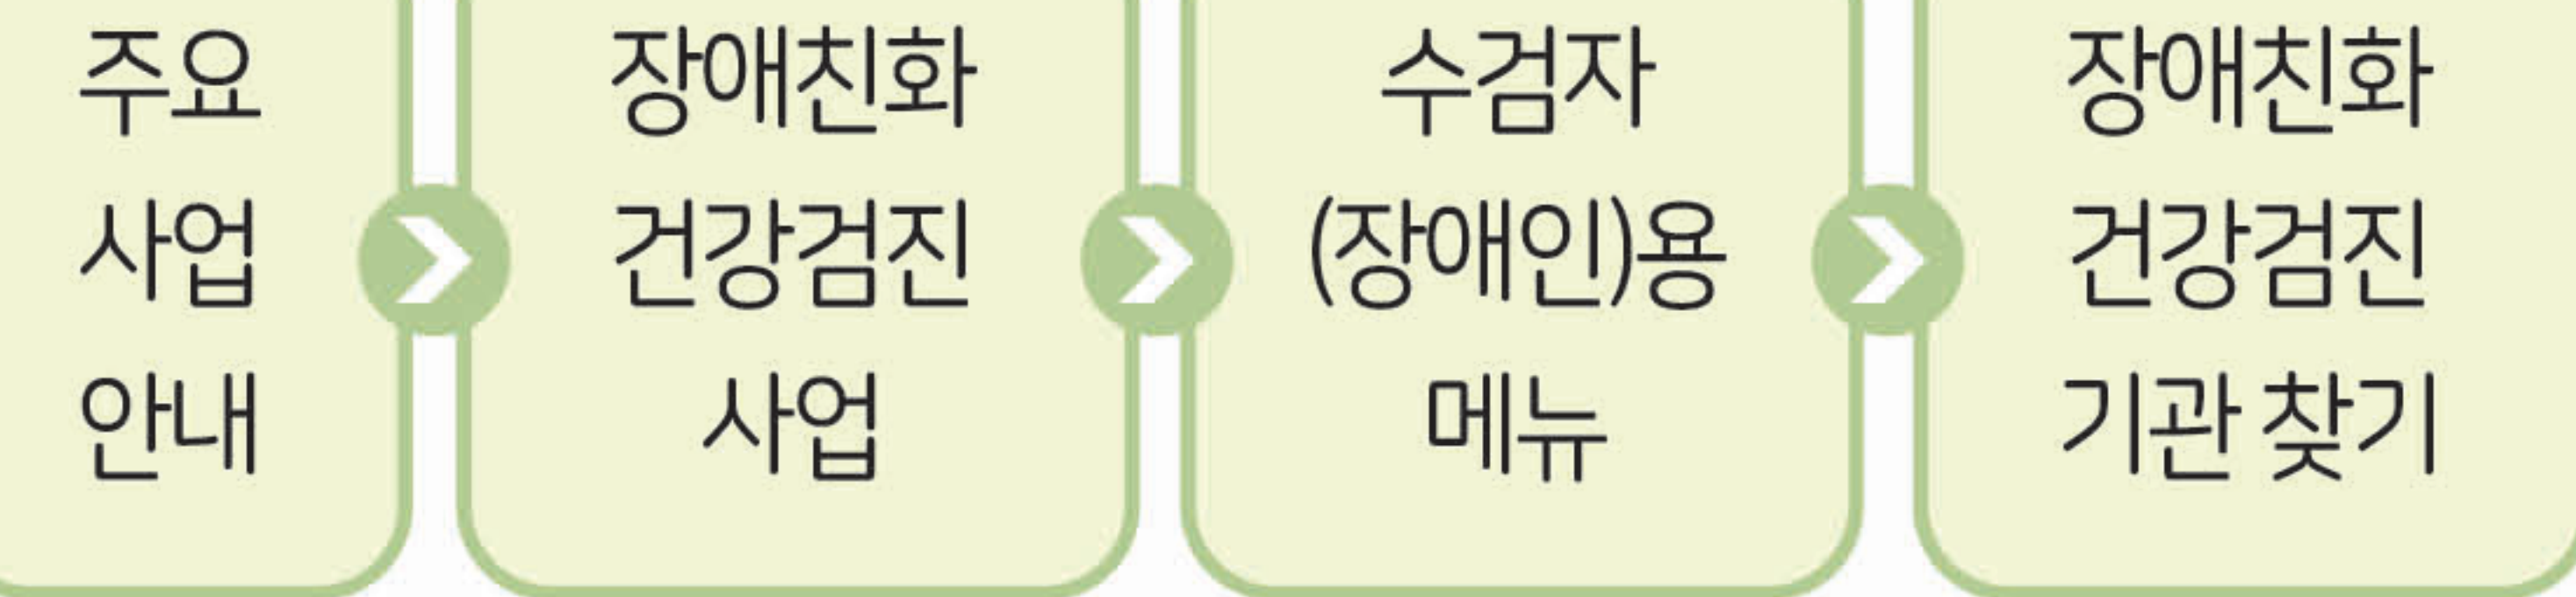 주요
사업
안내
장애친화
건강검진
사업
수검자
(장애인)용
메뉴
장애친화
건강검진
기관 찾기